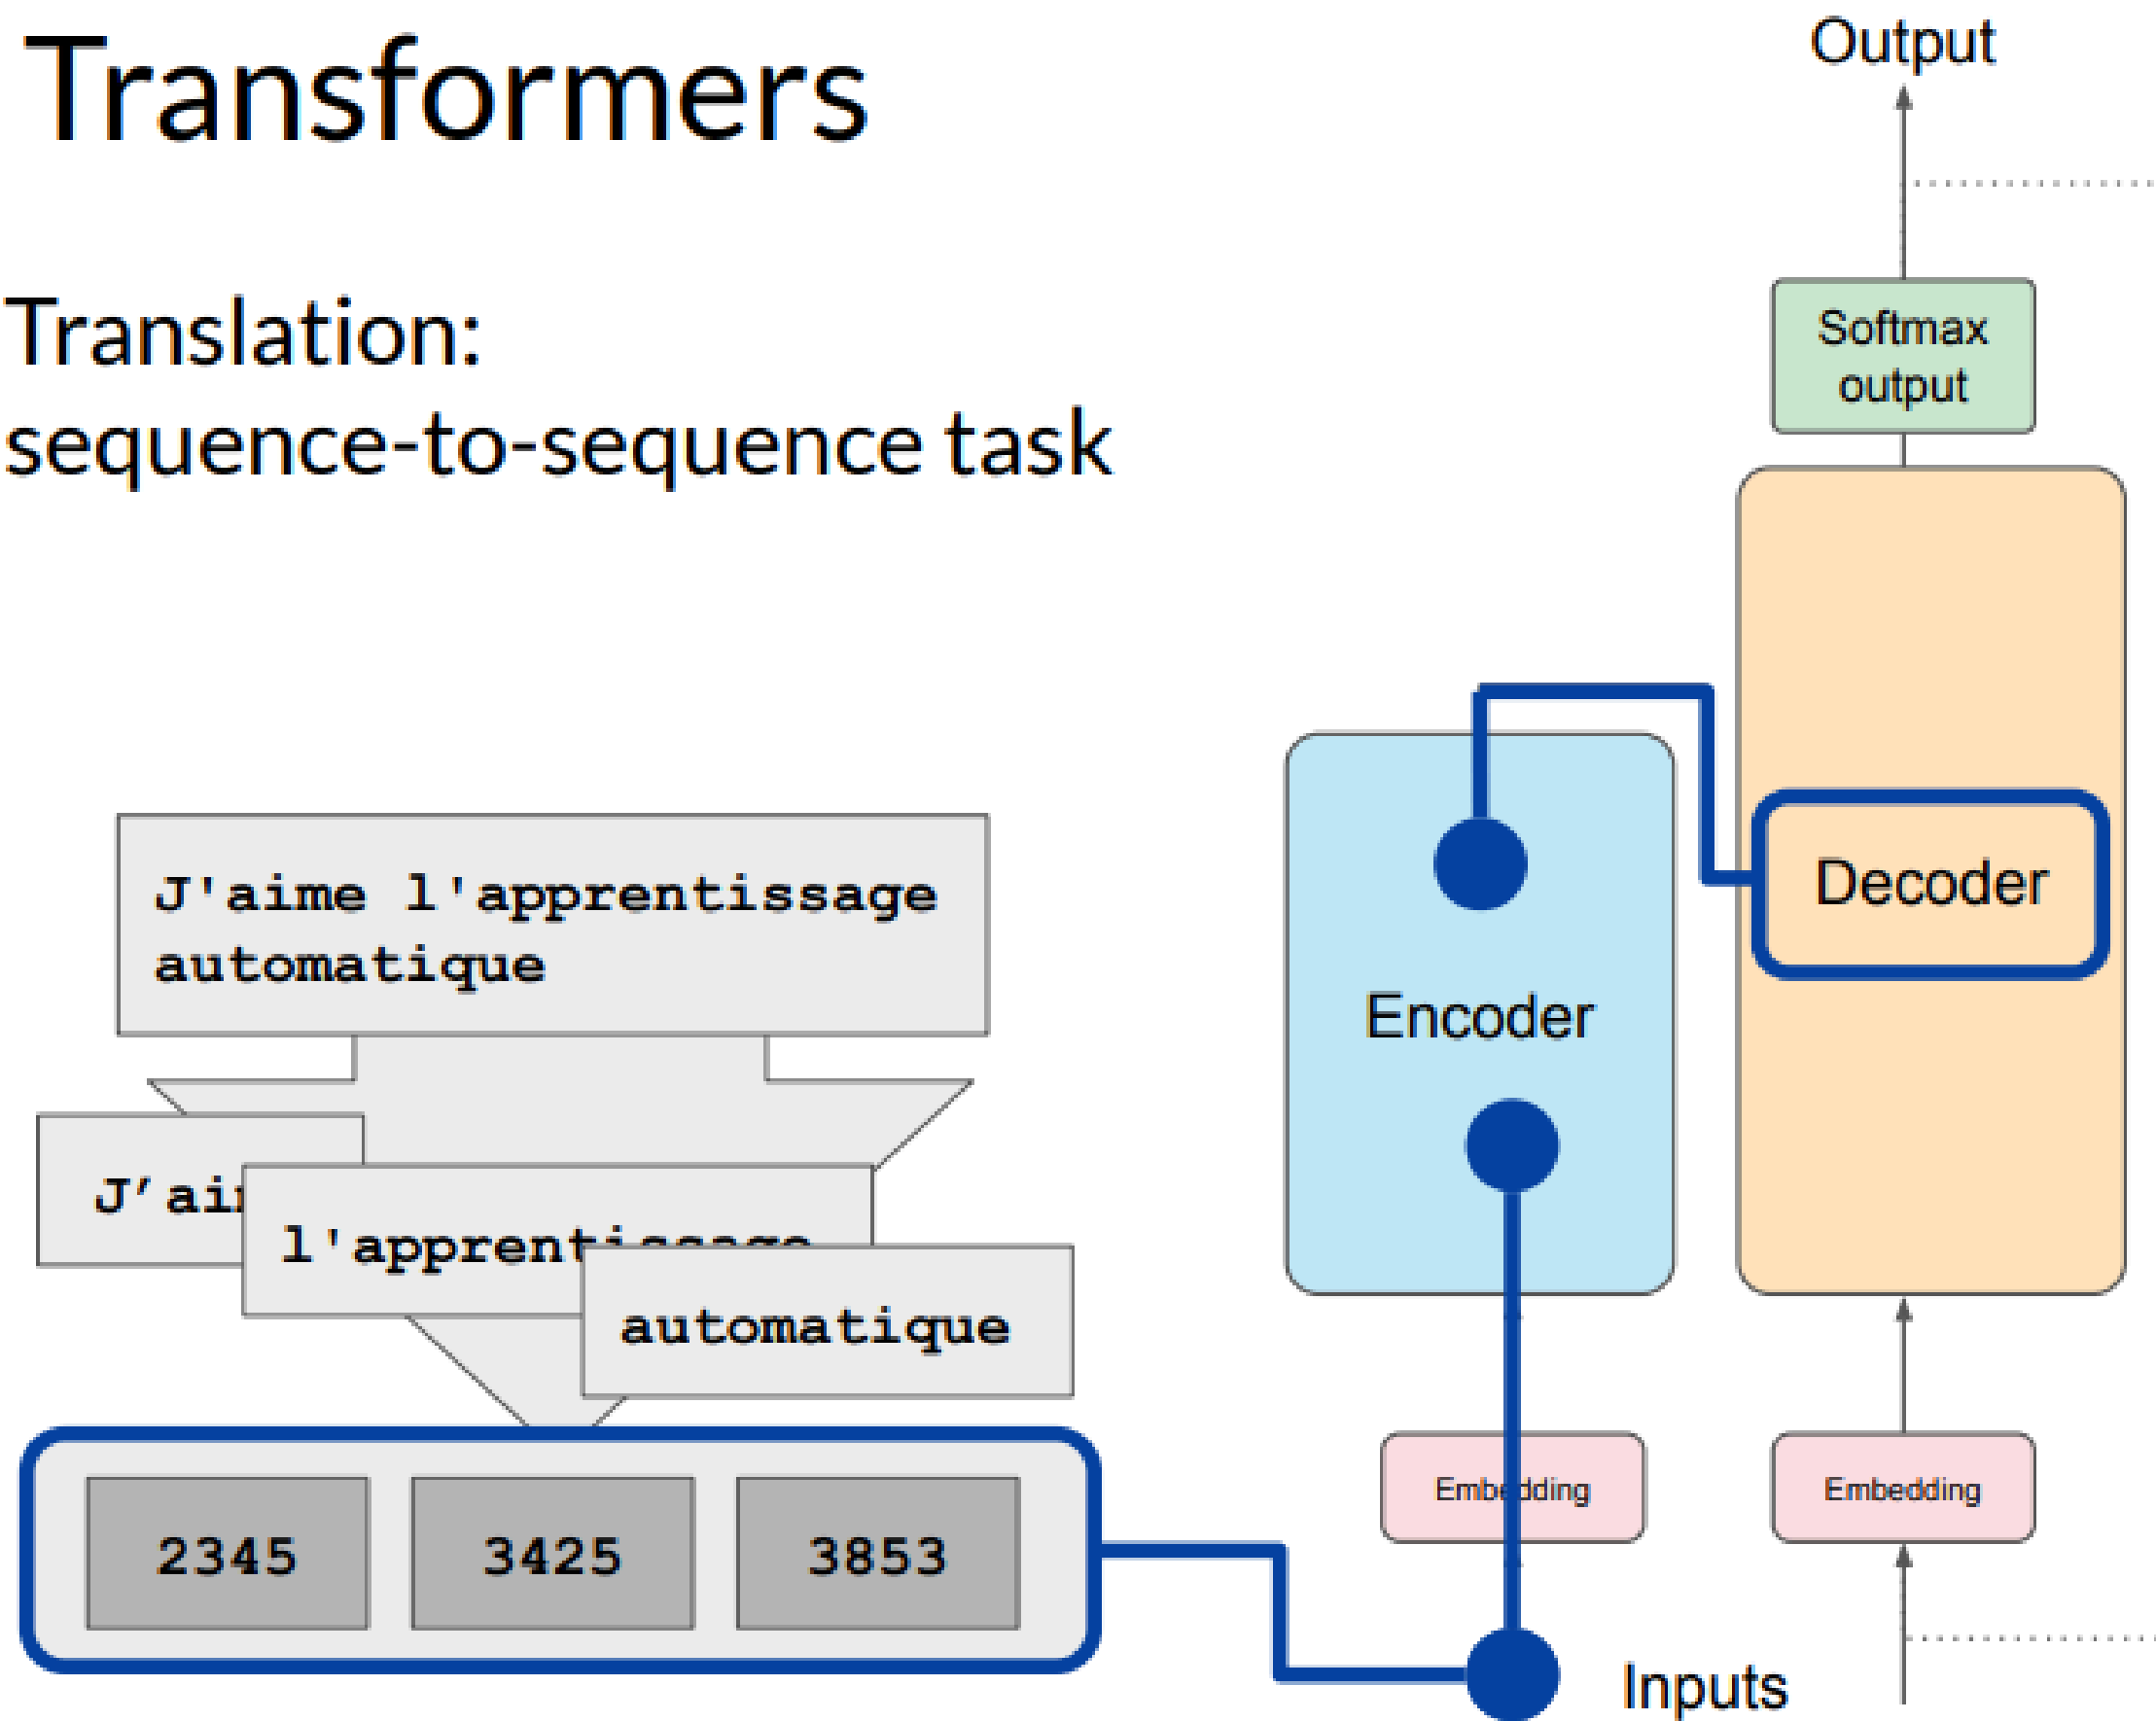 Transformers
Translation:
sequence-to-sequence task
J'aime l'apprentissage
automatique
l'apprentissage
automatique
2345
3425
3853
Output
Softmax
output
Decoder
Encoder
Embedding
Embedding
Inputs